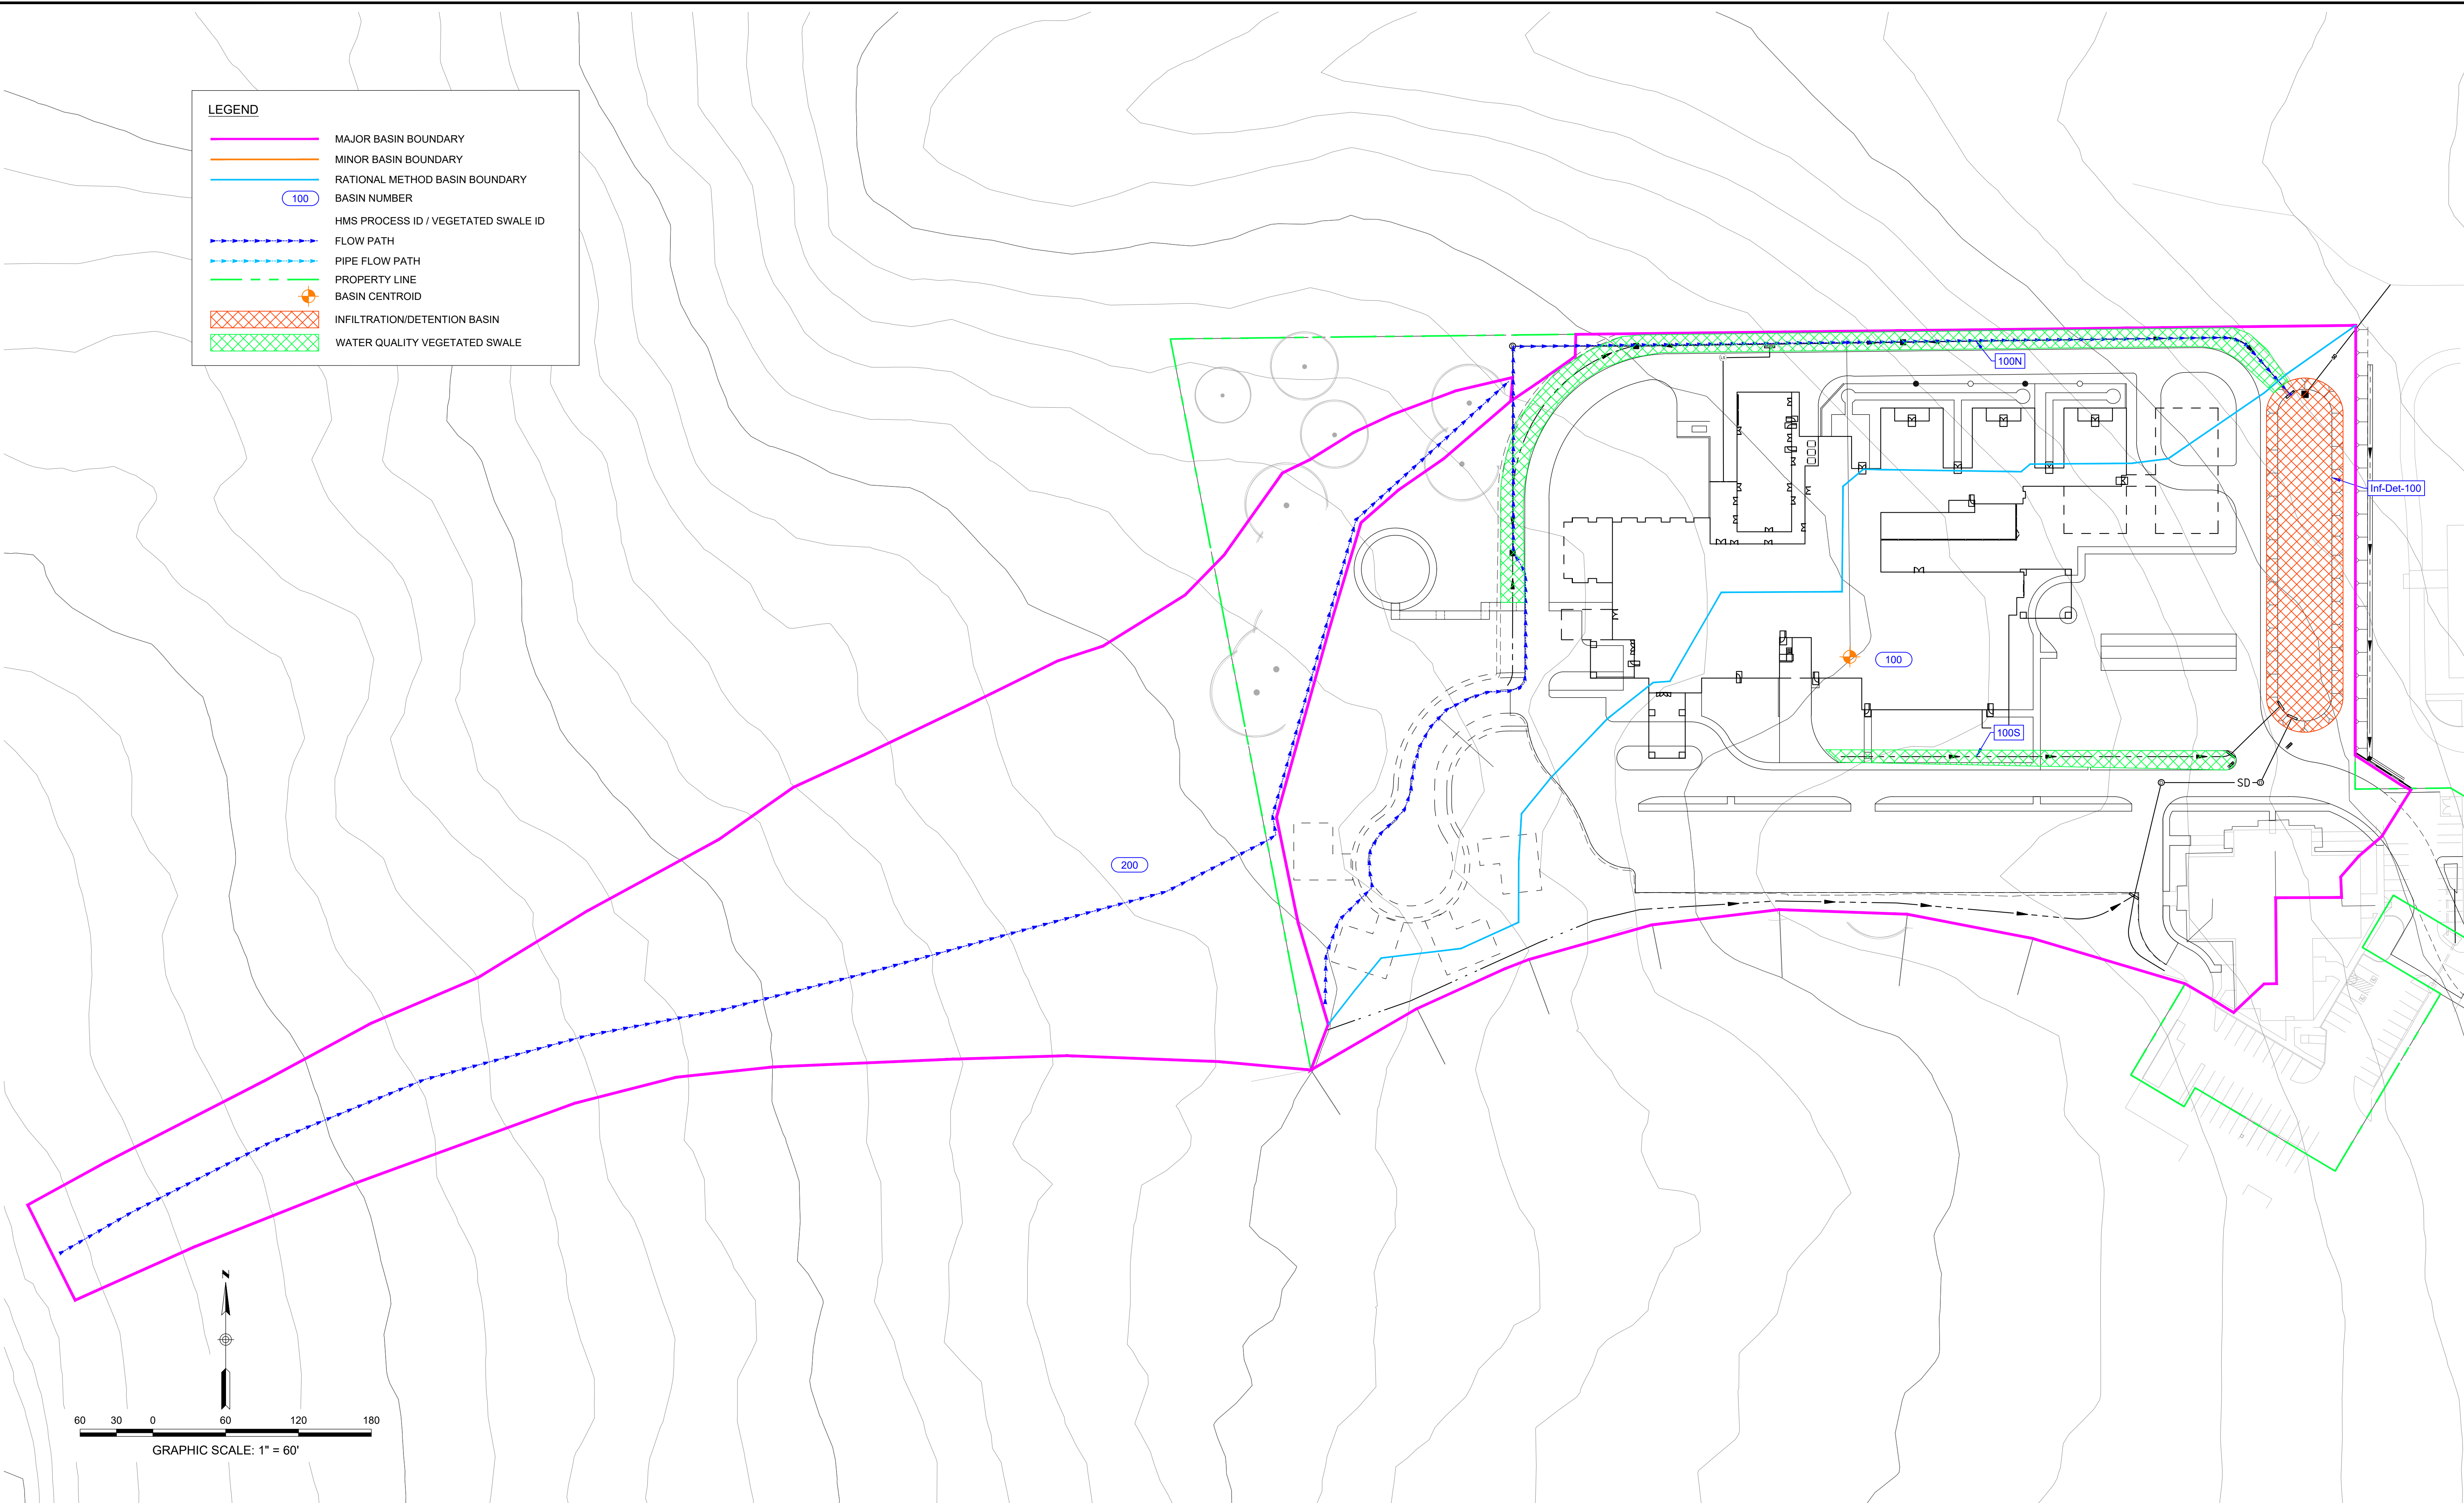 LEGEND
MAJOR BASIN BOUNDARY
MINOR BASIN BOUNDARY
RATIONAL METHOD BASIN BOUNDARY
100 BASIN NUMBER
HMS PROCESS ID / VEGETATED SWALE ID
FLOW PATH
PIPE FLOW PATH
PROPERTY LINE
BASIN CENTROID
INFILTRATION/DETENTION BASIN
WATER QUALITY VEGETATED SWALE
100N
Inf-Det-100
100
100S
SD
200
N
60 30 0 60 120 180
GRAPHIC SCALE: 1" = 60'